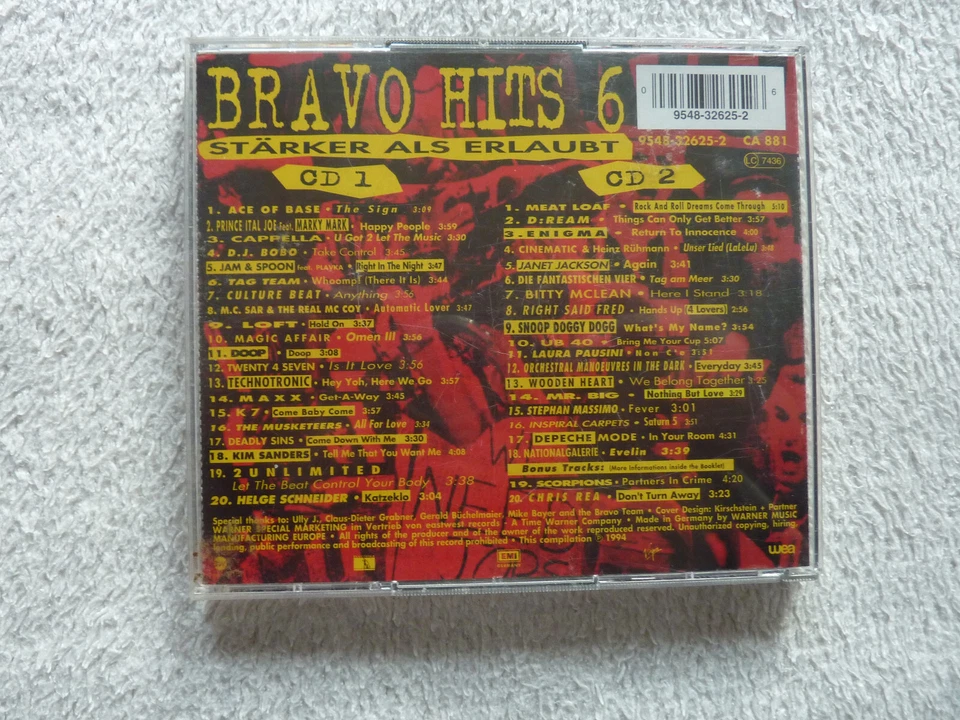 BRAVO HITS 6
0 6
9548-32625-2
STÄRKER ALS ERLAUBT
9548-32625-2 CA 881
LC 7436
CD 1
1. ACE OF BASE • The Sign 3:09
2. PRINCE ITAL JOE feat. MARKY MARK • Happy People 3:59
3. CAPPELLA • U Got 2 Let The Music 3:30
4. D.J. BOBO • Take Control 3:45
5. JAM & SPOON feat. PLAVKA • Right In The Night 3:47
6. TAG TEAM • Whoomp! (There It Is) 3:44
7. CULTURE BEAT • Anything 3:56
8. M.C. SAR & THE REAL MC COY • Automatic Lover 3:47
9. LOFT • Hold On 3:37
10. MAGIC AFFAIR • Omen III 3:56
11. DOOP • Doop 3:08
12. TWENTY 4 SEVEN • Is It Love 3:56
13. TECHNOTRONIC • Hey Yoh, Here We Go 3:57
14. MAXX • Get-A-Way 3:45
15. K7 • Come Baby Come 3:57
16. THE MUSKETEERS • All For Love 3:34
17. DEADLY SINS • Come Down With Me 3:30
18. KIM SANDERS • Tell Me That You Want Me 4:08
19. 2 UNLIMITED
Let The Beat Control Your Body 3:38
20. HELGE SCHNEIDER • Katzeklo 3:04
CD 2
1. MEAT LOAF • Rock And Roll Dreams Come Through 5:10
2. D:REAM • Things Can Only Get Better 3:57
3. ENIGMA • Return To Innocence 4:00
4. CINEMATIC & Heinz Rühmann • Unser Lied (LaLeLu)
5. JANET JACKSON • Again 3:41
6. DIE FANTASTISCHEN VIER • Tag am Meer 3:30
7. BITTY MCLEAN • Here I Stand 3:18
8. RIGHT SAID FRED • Hands Up (4 Lovers) 2:56
9. SNOOP DOGGY DOGG • What's My Name? 3:54
10. UB 40 • Bring Me Your Cup 5:07
11. LAURA PAUSINI • Non C'e 3:51
12. ORCHESTRAL MANOEUVRES IN THE DARK • Everyday 3:45
13. WOODEN HEART • We Belong Together 3:25
14. MR. BIG • Nothing But Love 3:29
15. STEPHAN MASSIMO • Fever 3:01
16. INSPIRAL CARPETS • Saturn 5 3:51
17. DEPECHE MODE • In Your Room 4:31
18. NATIONALGALERIE • Evelin 3:39
Bonus Tracks: (More Informations inside the Booklet)
19. SCORPIONS • Partners In Crime 4:20
20. CHRIS REA • Don't Turn Away 3:23
Special thanks to: Ully J., Claus-Dieter Grabner, Gerald Büchelmaier, Mike Bayer and the Bravo Team • Cover Design: Kirschstein + Partner
WARNER SPECIAL MARKETING im Vertrieb von eastwest records - A Time Warner Company • Made in Germany by WARNER MUSIC
MANUFACTURING EUROPE • All rights of the producer and of the owner of the work reproduced reserved. Unauthorized copying, hiring,
lending, public performance and broadcasting of this record prohibited • This compilation ℗ 1994
EMI
Virgin
wea